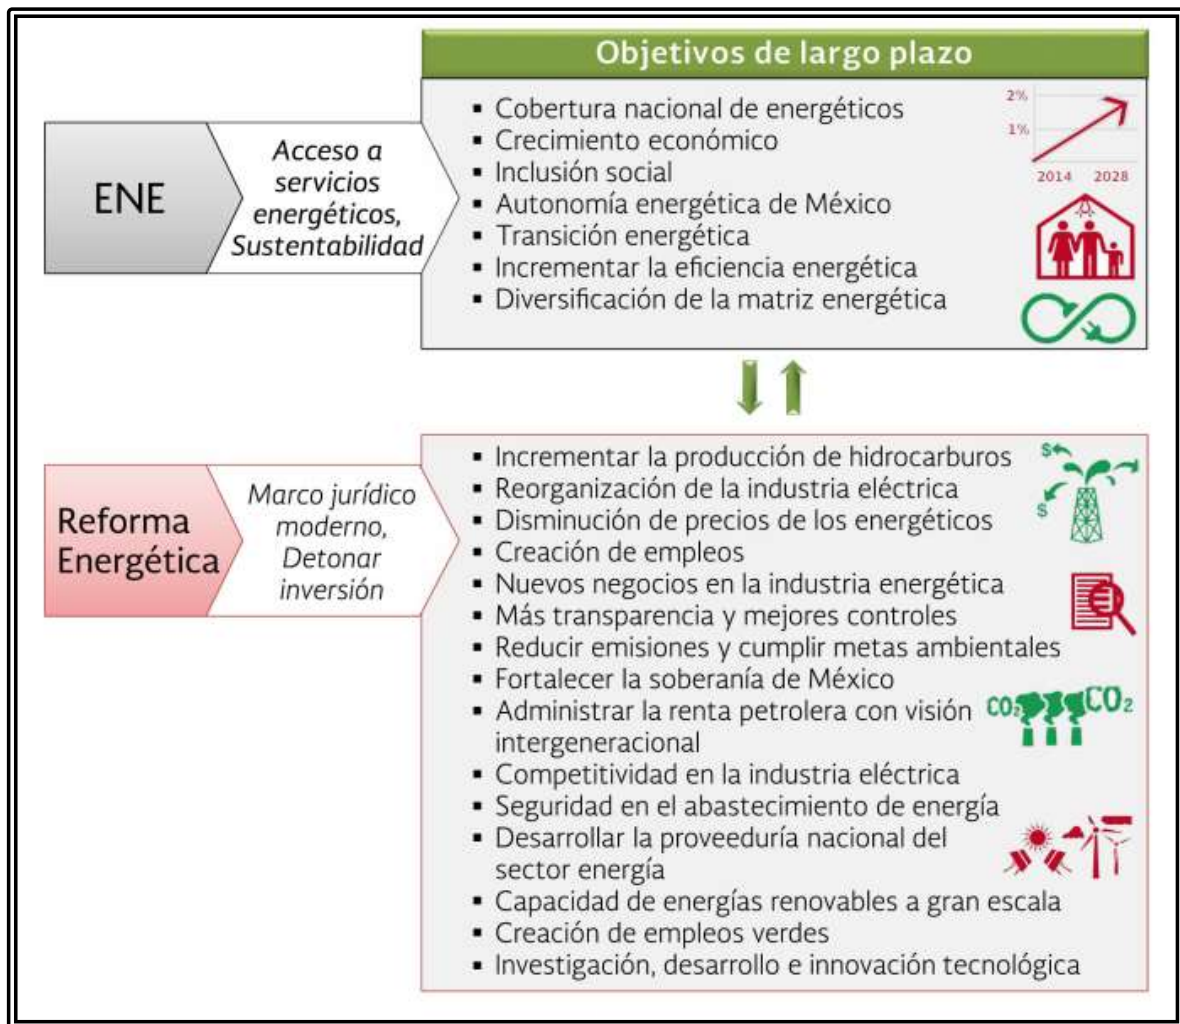 Objetivos de largo plazo
ENE
Acceso a
servicios
energéticos,
Sustentabilidad
▪ Cobertura nacional de energéticos
▪ Crecimiento económico
▪ Inclusión social
▪ Autonomía energética de México
▪ Transición energética
▪ Incrementar la eficiencia energética
▪ Diversificación de la matriz energética
2%
1%
2014 2028
Reforma
Energética
Marco jurídico
moderno,
Detonar
inversión
▪ Incrementar la producción de hidrocarburos
▪ Reorganización de la industria eléctrica
▪ Disminución de precios de los energéticos
▪ Creación de empleos
▪ Nuevos negocios en la industria energética
▪ Más transparencia y mejores controles
▪ Reducir emisiones y cumplir metas ambientales
▪ Fortalecer la soberanía de México
▪ Administrar la renta petrolera con visión
intergeneracional
▪ Competitividad en la industria eléctrica
▪ Seguridad en el abastecimiento de energía
▪ Desarrollar la proveeduría nacional del
sector energía
▪ Capacidad de energías renovables a gran escala
▪ Creación de empleos verdes
▪ Investigación, desarrollo e innovación tecnológica
$
$
CO₂ CO₂